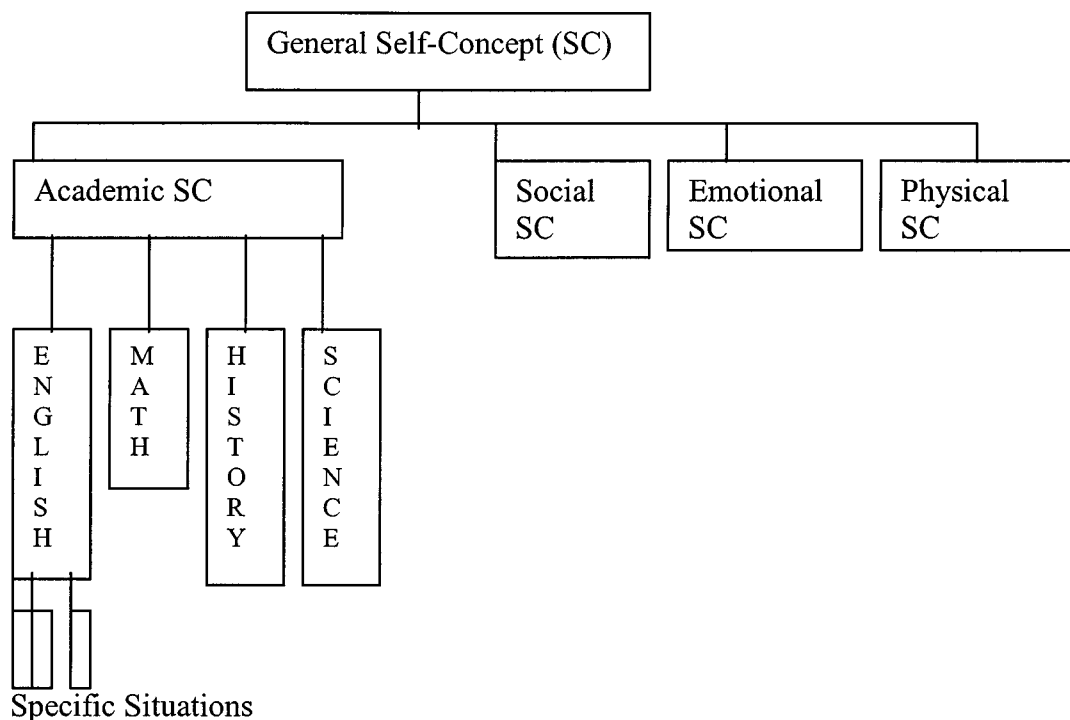 General Self-Concept (SC)
Academic SC
Social
SC
Emotional
SC
Physical
SC
ENGLISH
MATH
HISTORY
SCIENCE
Specific Situations